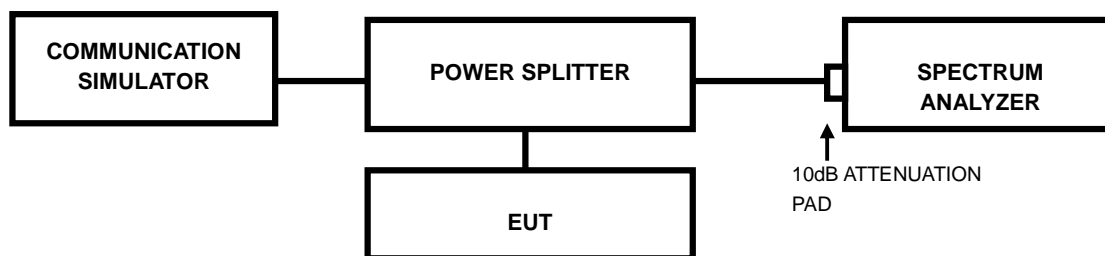 COMMUNICATION
SIMULATOR
POWER SPLITTER
SPECTRUM
ANALYZER
10dB ATTENUATION
PAD
EUT